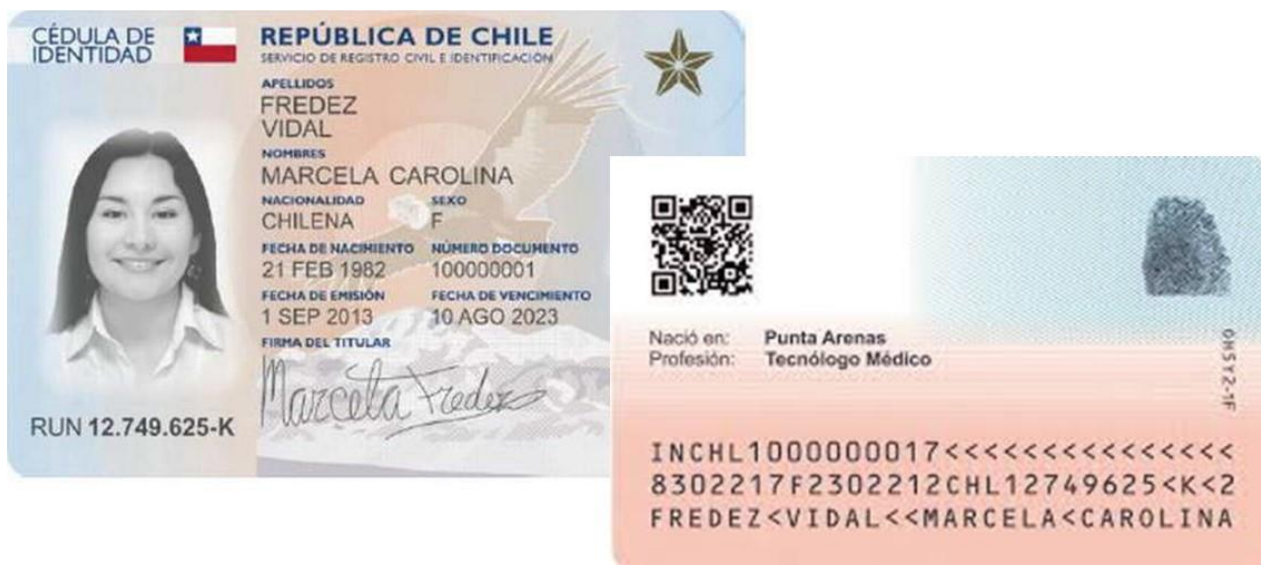 CÉDULA DE
IDENTIDAD
REPÚBLICA DE CHILE
SERVICIO DE REGISTRO CIVIL E IDENTIFICACIÓN
APELLIDOS
FREDEZ
VIDAL
NOMBRES
MARCELA CAROLINA
NACIONALIDAD SEXO
CHILENA F
FECHA DE NACIMIENTO NÚMERO DOCUMENTO
21 FEB 1982 100000001
FECHA DE EMISIÓN FECHA DE VENCIMIENTO
1 SEP 2013 10 AGO 2023
FIRMA DEL TITULAR
Marcela Fredez
RUN 12.749.625-K
Nació en: Punta Arenas
Profesión: Tecnólogo Médico
0HSY2-1F
INCHL1000000017<<<<<<<<<<<<<<<
8302217F2302212CHL12749625<K<2
FREDEZ<VIDAL<<MARCELA<CAROLINA